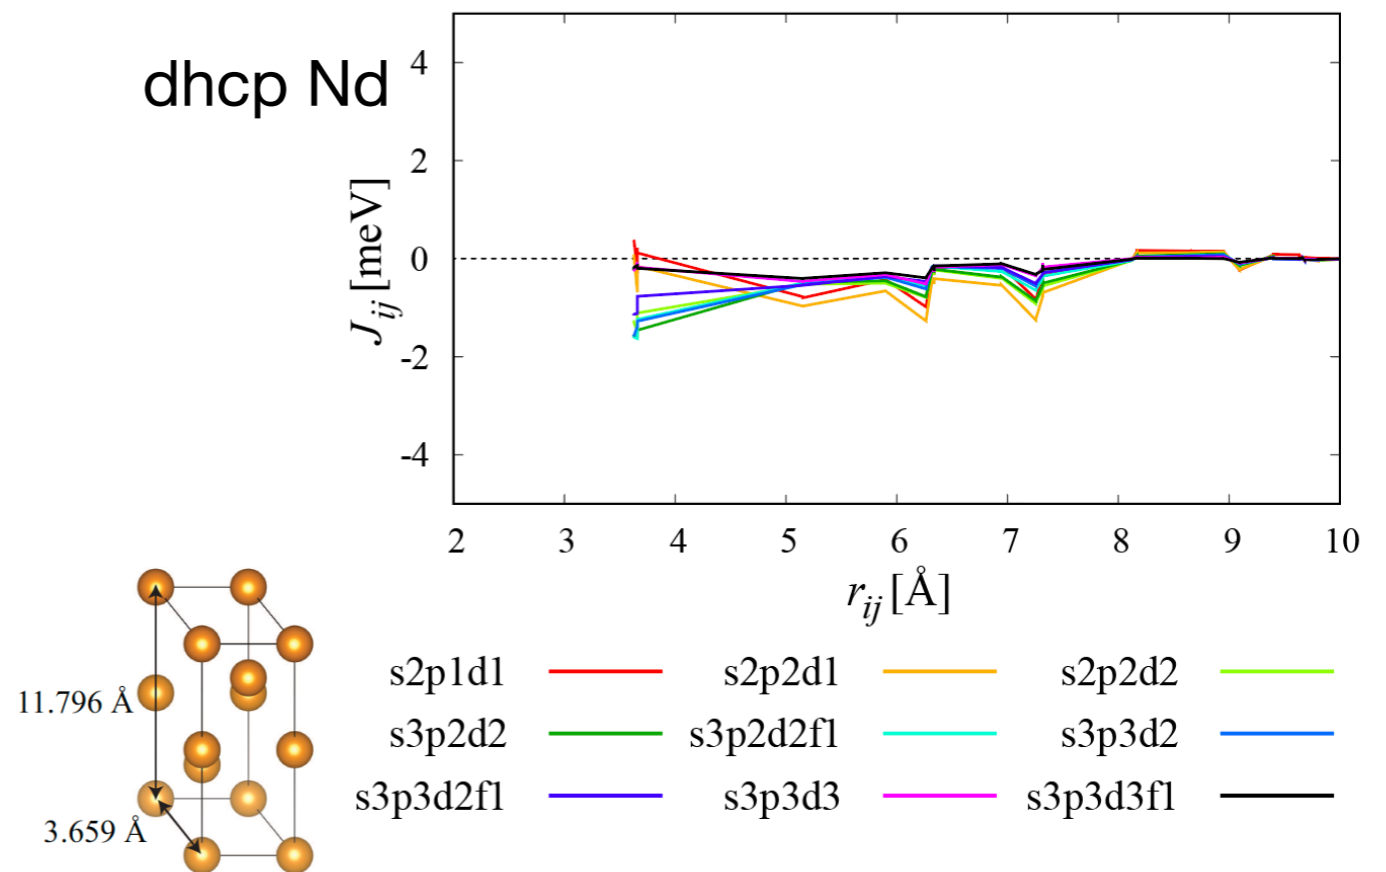 dhcp Nd
4
2
0
-2
-4
J_ij [meV]
2 3 4 5 6 7 8 9 10
r_ij [Å]
11.796 Å
3.659 Å
s2p1d1 s2p2d1 s2p2d2
s3p2d2 s3p2d2f1 s3p3d2
s3p3d2f1 s3p3d3 s3p3d3f1